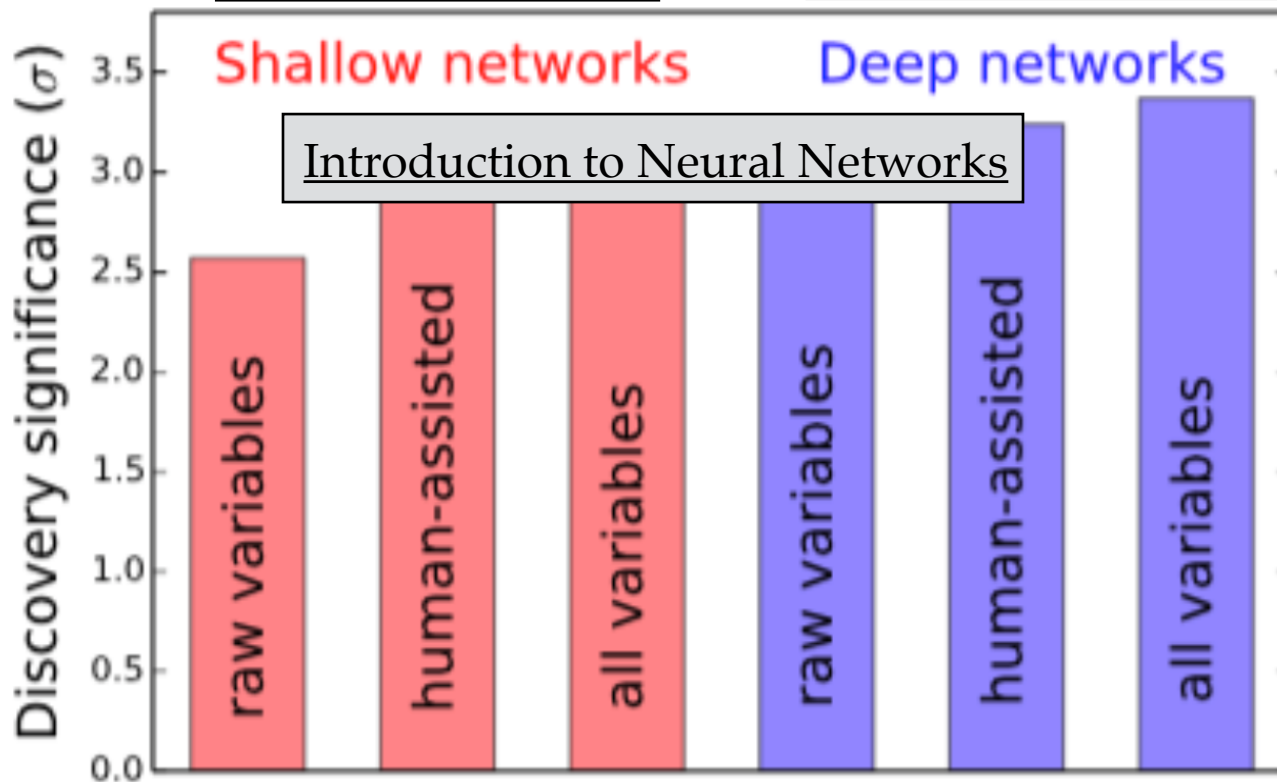 Shallow networks
Deep networks
Introduction to Neural Networks
Discovery significance (σ)
3.5
3.0
2.5
2.0
1.5
1.0
0.5
0.0
raw variables
human-assisted
all variables
raw variables
human-assisted
all variables